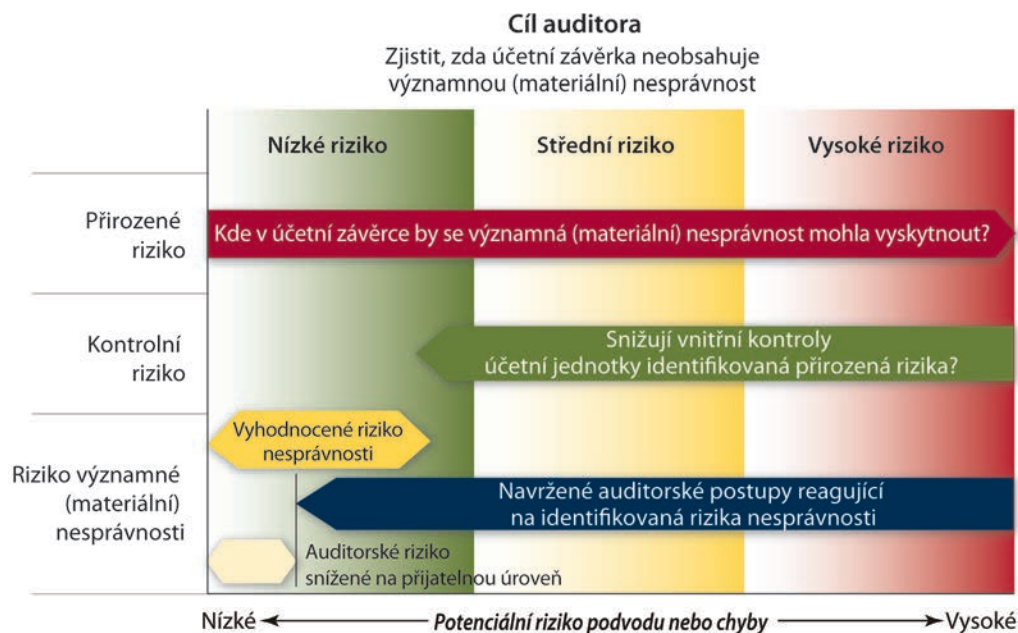 Cíl auditora
Zjistit, zda účetní závěrka neobsahuje
významnou (materiální) nesprávnost
Nízké riziko
Střední riziko
Vysoké riziko
Přirozené
riziko
Kde v účetní závěrce by se významná (materiální) nesprávnost mohla vyskytnout?
Kontrolní
riziko
Snižují vnitřní kontroly
účetní jednotky identifikovaná přirozená rizika?
Riziko významné
(materiální)
nesprávnosti
Vyhodnocené riziko
nesprávnosti
Navržené auditorské postupy reagující
na identifikovaná rizika nesprávnosti
Auditorské riziko
snížené na přijatelnou úroveň
Nízké
Potenciální riziko podvodu nebo chyby
Vysoké